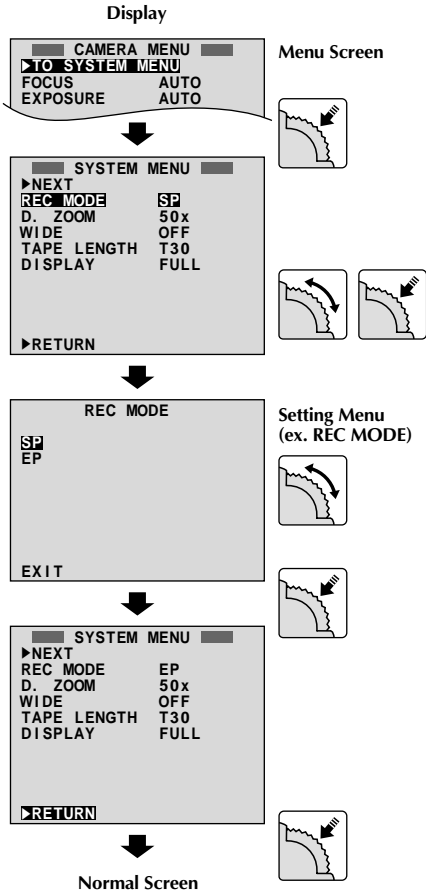 Display
CAMERA MENU
▶TO SYSTEM MENU
FOCUS AUTO
EXPOSURE AUTO
Menu Screen
SYSTEM MENU
▶NEXT
REC MODE SP
D. ZOOM 50x
WIDE OFF
TAPE LENGTH T30
DISPLAY FULL
▶RETURN
REC MODE
SP
EP
EXIT
Setting Menu
(ex. REC MODE)
SYSTEM MENU
▶NEXT
REC MODE EP
D. ZOOM 50x
WIDE OFF
TAPE LENGTH T30
DISPLAY FULL
▶RETURN
Normal Screen